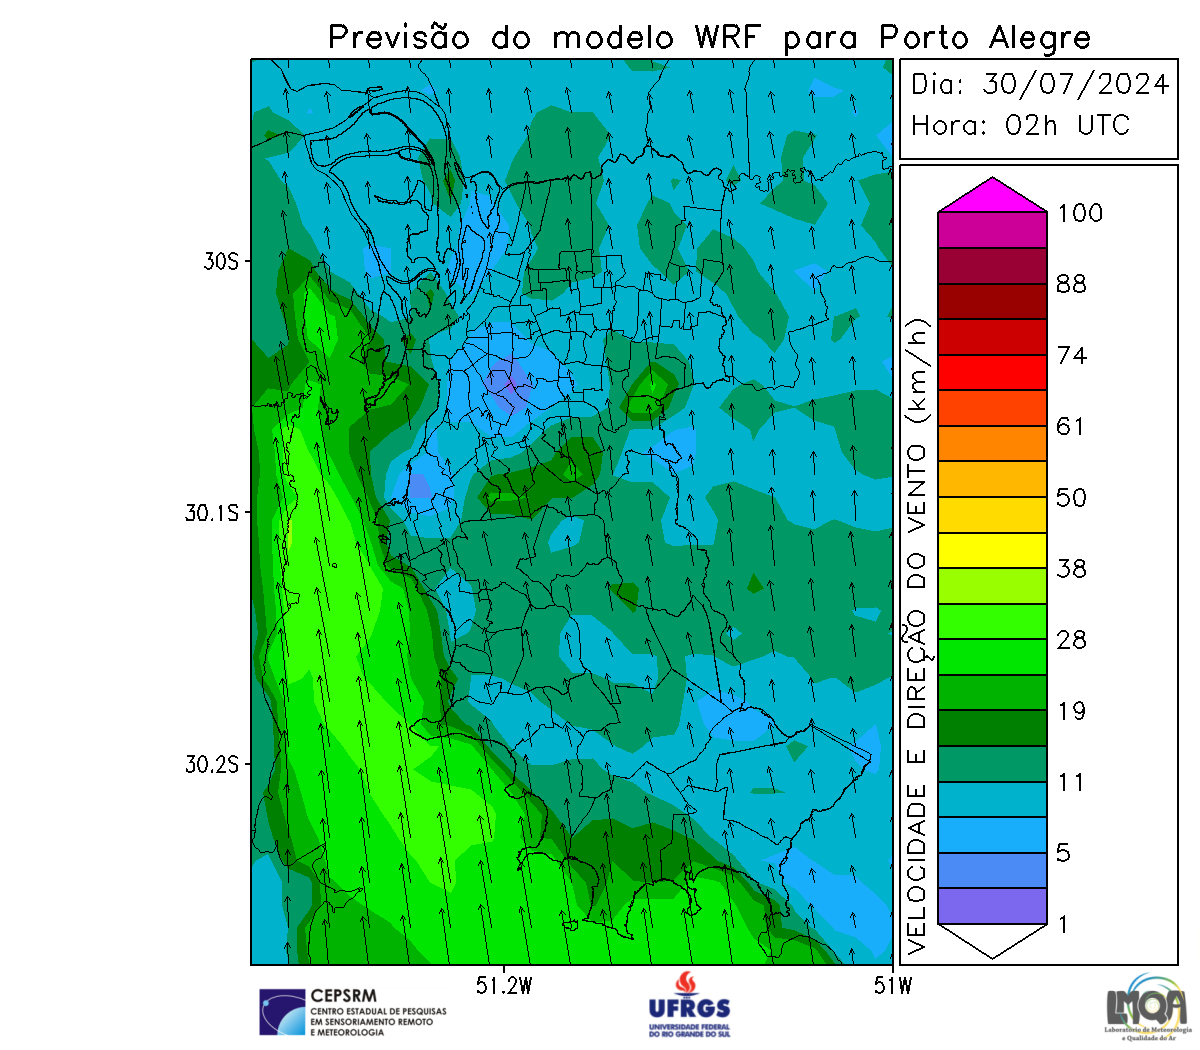 Previsão do modelo WRF para Porto Alegre
Dia: 30/07/2024
Hora: 02h UTC
30S
30.1S
30.2S
51.2W
51W
VELOCIDADE E DIREÇÃO DO VENTO (km/h)
100
88
74
61
50
38
28
19
11
5
1
CEPSRM
CENTRO ESTADUAL DE PESQUISAS
EM SENSORIAMENTO REMOTO
E METEOROLOGIA
UFRGS
UNIVERSIDADE FEDERAL
DO RIO GRANDE DO SUL
LMQA
Laboratório de Meteorologia
e Qualidade do Ar